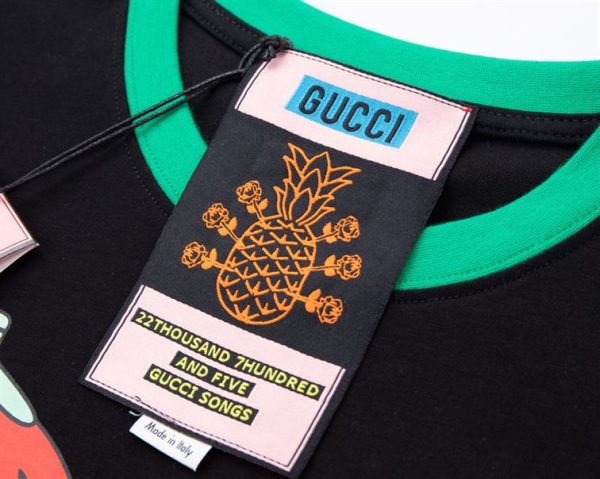 GUCCI
22THOUSAND 7HUNDRED
AND FIVE
GUCCI SONGS
Made in Italy